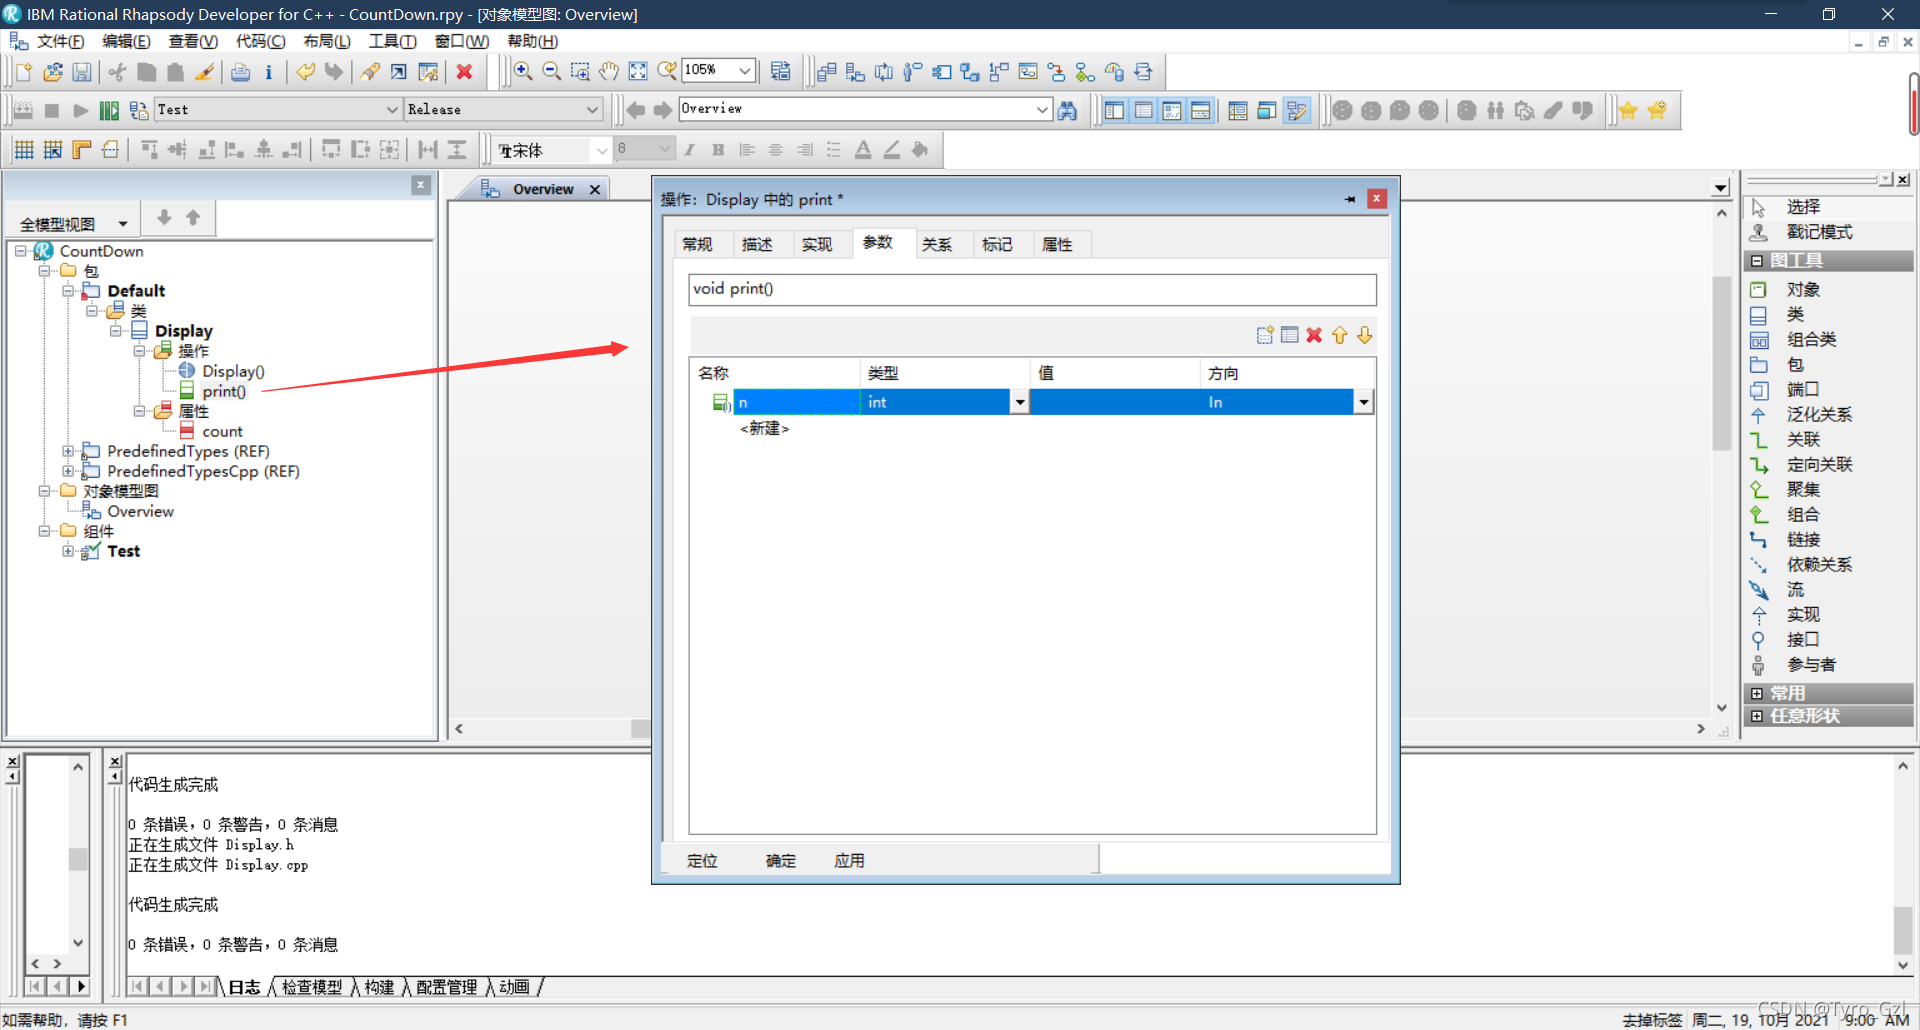 IBM Rational Rhapsody Developer for C++ - CountDown.rpy - [对象模型图: Overview]
文件(F) 编辑(E) 查看(V) 代码(C) 布局(L) 工具(T) 窗口(W) 帮助(H)
105%
Test
Release
Overview
宋体
8
全模型视图
CountDown
包
Default
类
Display
操作
Display()
print()
属性
count
PredefinedTypes (REF)
PredefinedTypesCpp (REF)
对象模型图
Overview
组件
Test
Overview
操作: Display 中的 print *
常规 描述 实现 参数 关系 标记 属性
void print()
名称 类型 值 方向
n int In
<新建>
定位 确定 应用
选择
戳记模式
图工具
对象
类
组合类
包
端口
泛化关系
关联
定向关联
聚集
组合
链接
依赖关系
流
实现
接口
参与者
常用
任意形状
代码生成完成
0 条错误,0 条警告,0 条消息
正在生成文件 Display.h
正在生成文件 Display.cpp
代码生成完成
0 条错误,0 条警告,0 条消息
日志 检查模型 构建 配置管理 动画
如需帮助, 请按 F1
去掉标签 周二, 19, 10月 2021 9:00 AM
CSDN @Tyro_Gzl